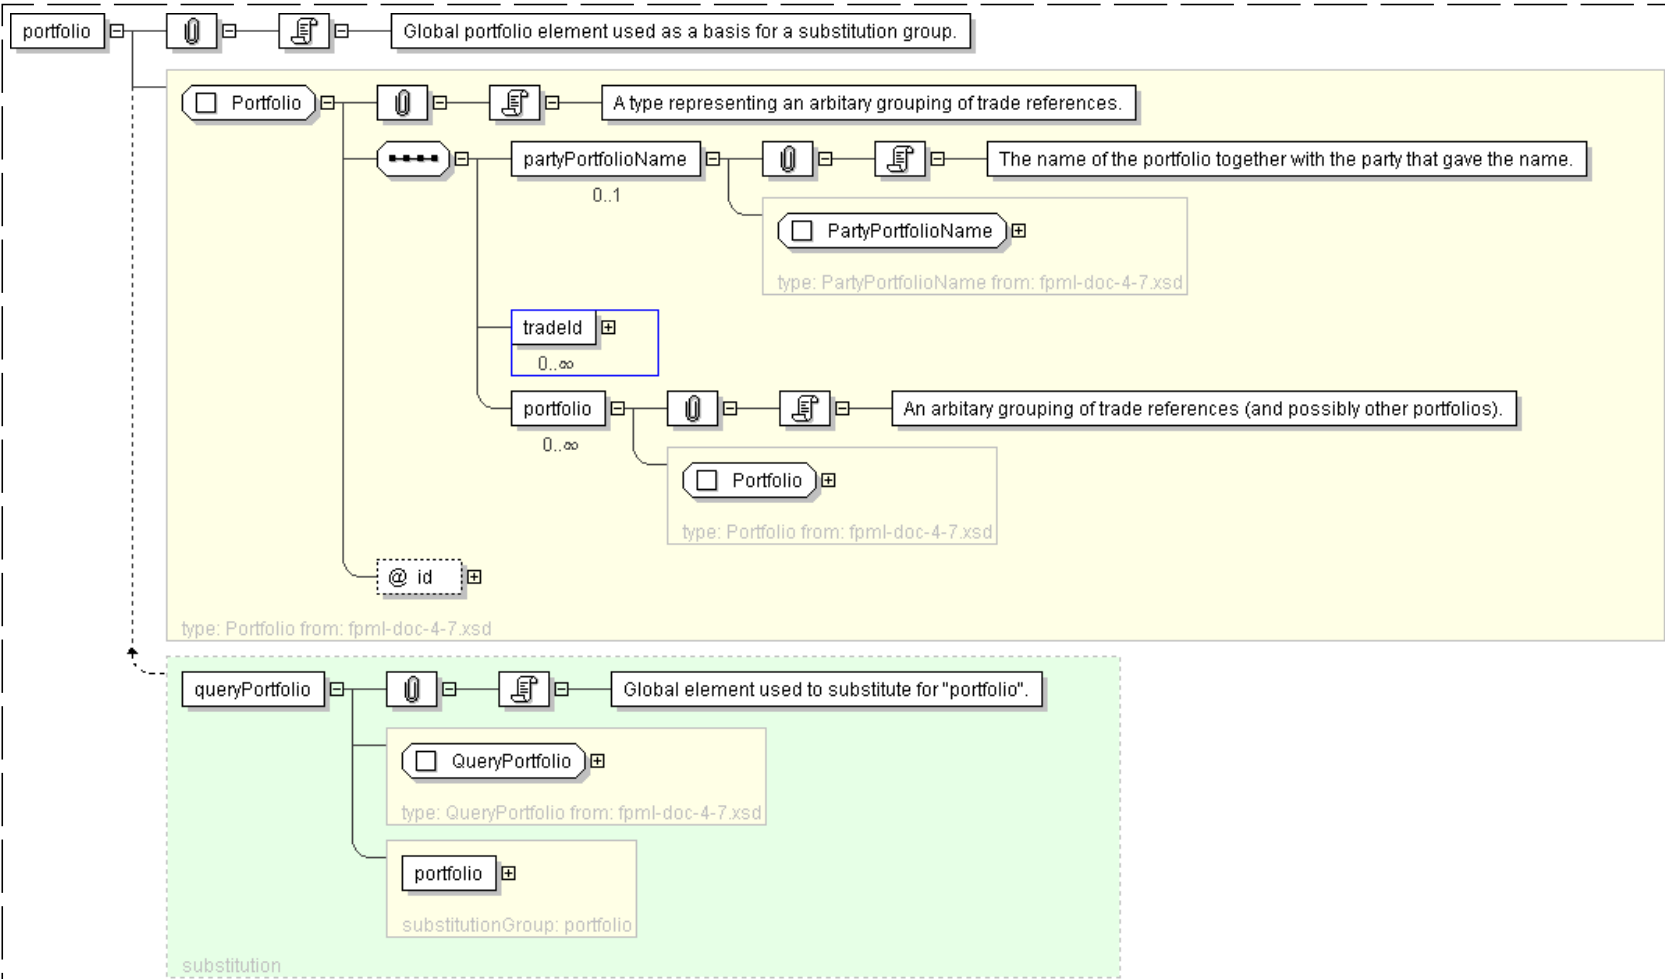 portfolio
Global portfolio element used as a basis for a substitution group.
Portfolio
A type representing an arbitary grouping of trade references.
partyPortfolioName
The name of the portfolio together with the party that gave the name.
0..1
PartyPortfolioName
type: PartyPortfolioName from: fpml-doc-4-7.xsd
tradeId
0..∞
portfolio
An arbitary grouping of trade references (and possibly other portfolios).
0..∞
Portfolio
type: Portfolio from: fpml-doc-4-7.xsd
@ id
type: Portfolio from: fpml-doc-4-7.xsd
queryPortfolio
Global element used to substitute for "portfolio".
QueryPortfolio
type: QueryPortfolio from: fpml-doc-4-7.xsd
portfolio
substitutionGroup: portfolio
substitution